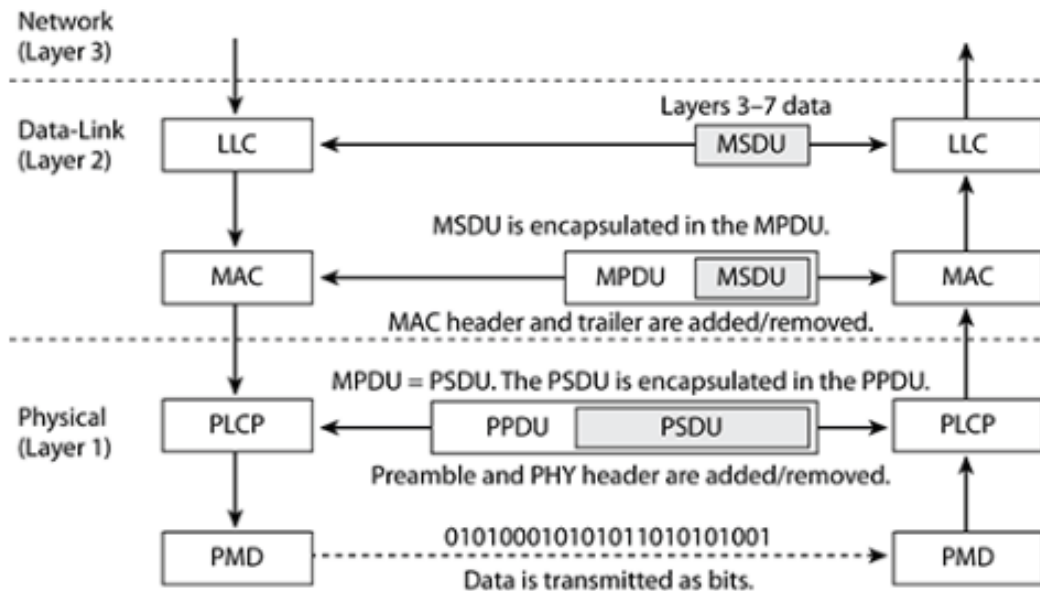 Network
(Layer 3)
Layers 3–7 data
Data-Link
(Layer 2)
LLC
MSDU
LLC
MSDU is encapsulated in the MPDU.
MAC
MPDU
MSDU
MAC
MAC header and trailer are added/removed.
MPDU = PSDU. The PSDU is encapsulated in the PPDU.
Physical
(Layer 1)
PLCP
PPDU
PSDU
PLCP
Preamble and PHY header are added/removed.
010100010101011010101001
PMD
PMD
Data is transmitted as bits.